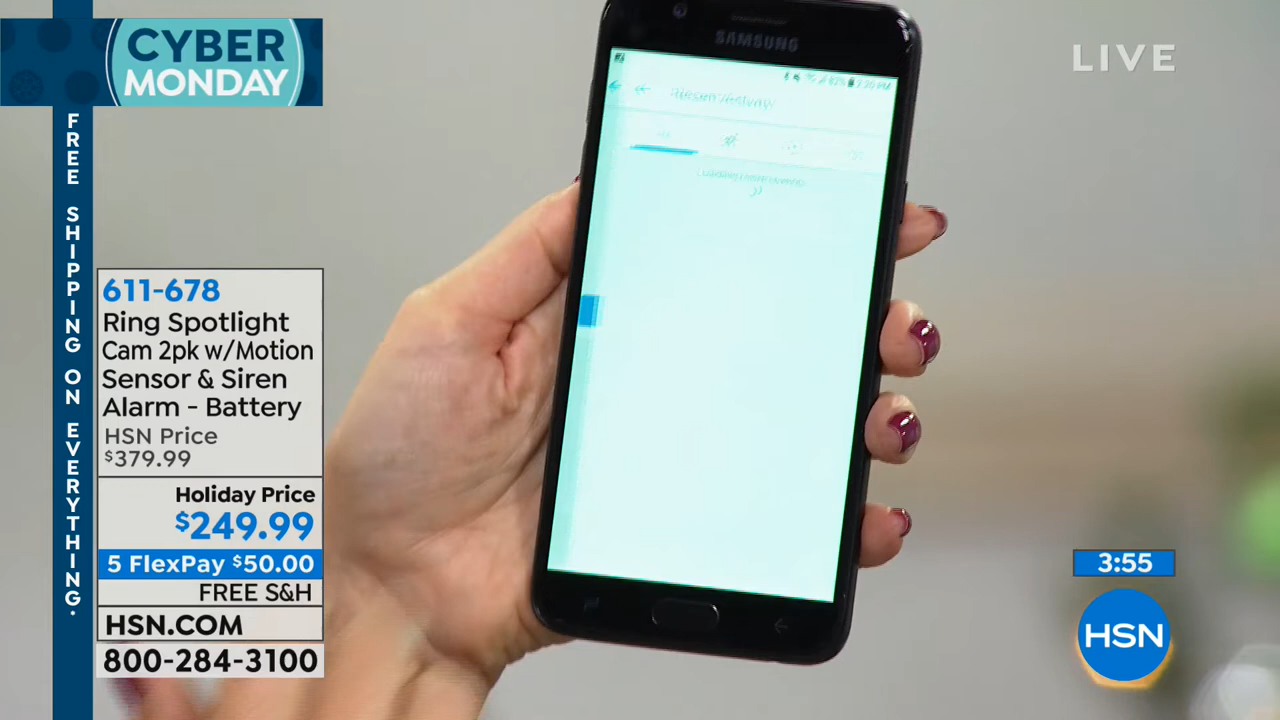 CYBER
MONDAY
LIVE
SAMSUNG
FREE SHIPPING ON EVERYTHING.
611-678
Ring Spotlight
Cam 2pk w/Motion
Sensor & Siren
Alarm - Battery
HSN Price
$379.99
Holiday Price
$249.99
5 FlexPay $50.00
FREE S&H
HSN.COM
800-284-3100
3:55
HSN